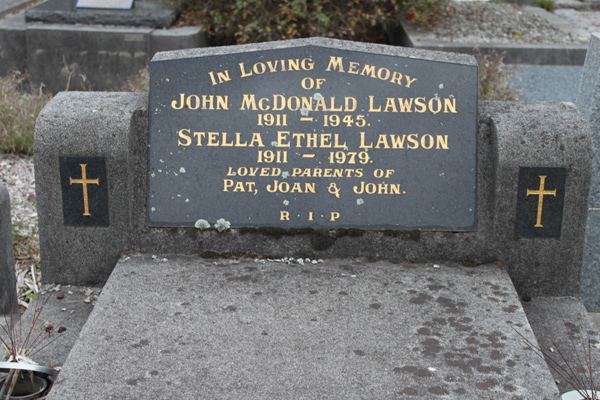 In Loving Memory
OF
John McDonald Lawson
1911 – 1945.
Stella Ethel Lawson
1911 – 1979.
Loved parents of
Pat, Joan & John.
R · I · P